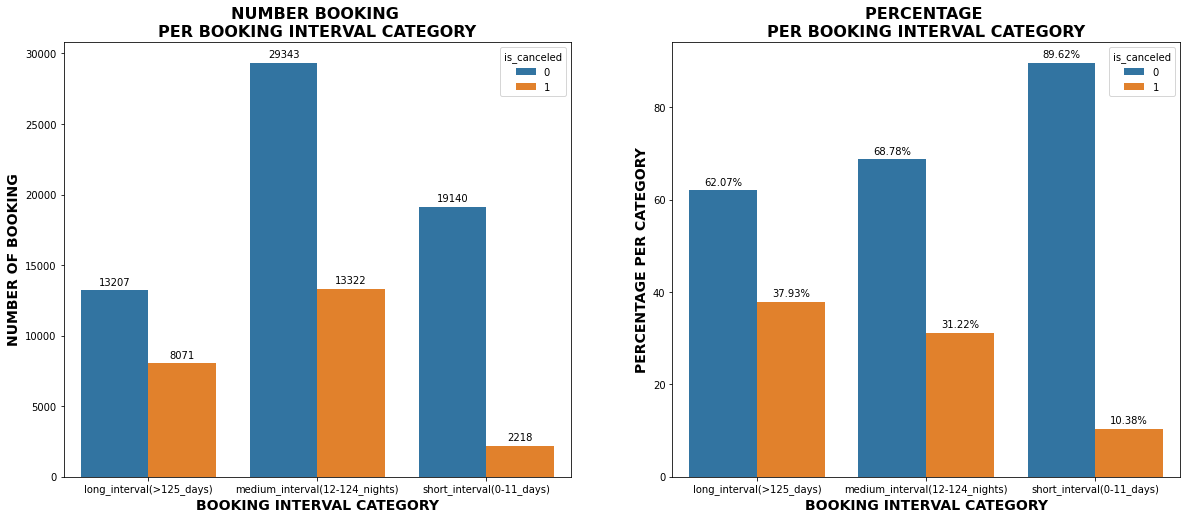 NUMBER BOOKING
PER BOOKING INTERVAL CATEGORY
NUMBER OF BOOKING
30000
25000
20000
15000
10000
5000
0
13207
8071
29343
13322
19140
2218
is_canceled
0
1
long_interval(>125_days)
medium_interval(12-124_nights)
short_interval(0-11_days)
BOOKING INTERVAL CATEGORY
PERCENTAGE
PER BOOKING INTERVAL CATEGORY
PERCENTAGE PER CATEGORY
80
60
40
20
0
62.07%
37.93%
68.78%
31.22%
89.62%
10.38%
is_canceled
0
1
long_interval(>125_days)
medium_interval(12-124_nights)
short_interval(0-11_days)
BOOKING INTERVAL CATEGORY